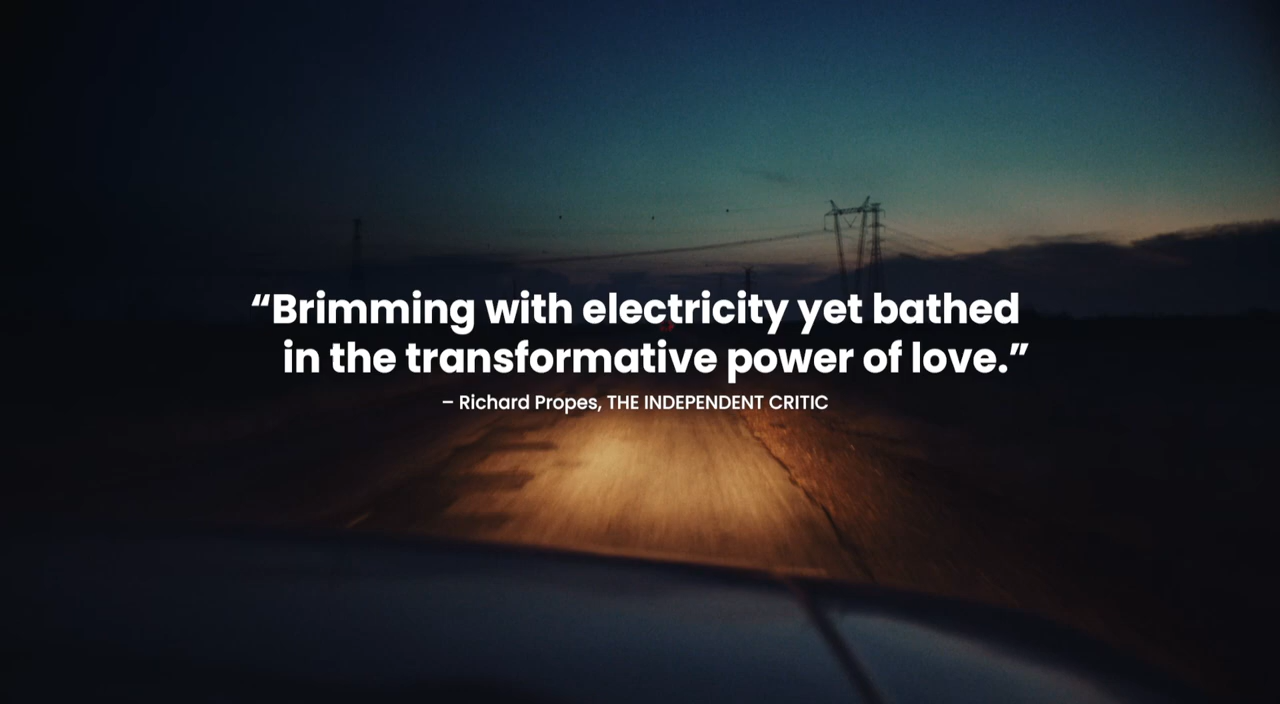 “Brimming with electricity yet bathed
in the transformative power of love.”
– Richard Propes, THE INDEPENDENT CRITIC